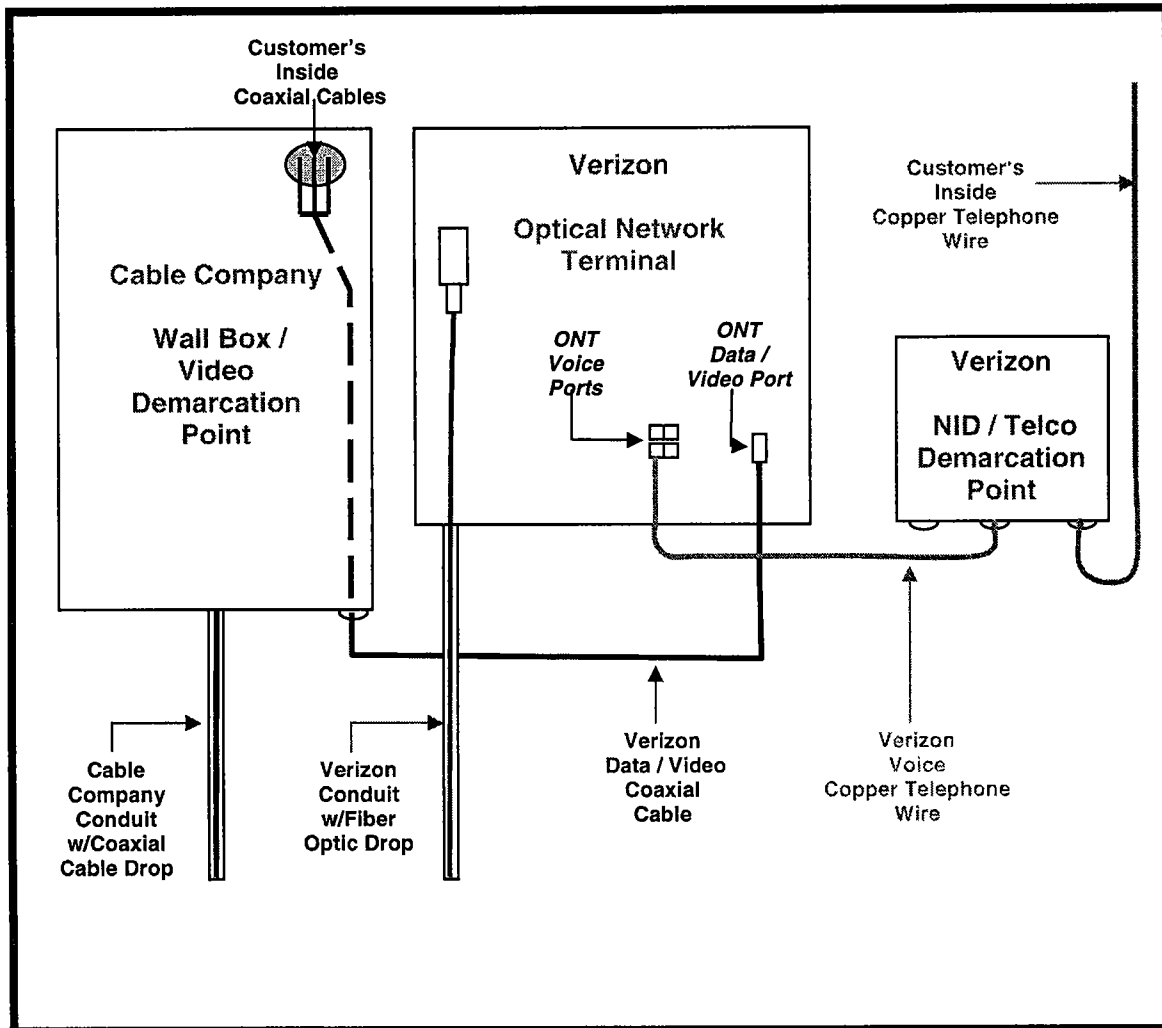 Customer's
Inside
Coaxial Cables
Cable Company
Wall Box /
Video
Demarcation
Point
Verizon
Optical Network
Terminal
ONT
Voice
Ports
ONT
Data /
Video Port
Customer's
Inside
Copper Telephone
Wire
Verizon
NID / Telco
Demarcation
Point
Cable
Company
Conduit
w/Coaxial
Cable Drop
Verizon
Conduit
w/Fiber
Optic Drop
Verizon
Data / Video
Coaxial
Cable
Verizon
Voice
Copper Telephone
Wire